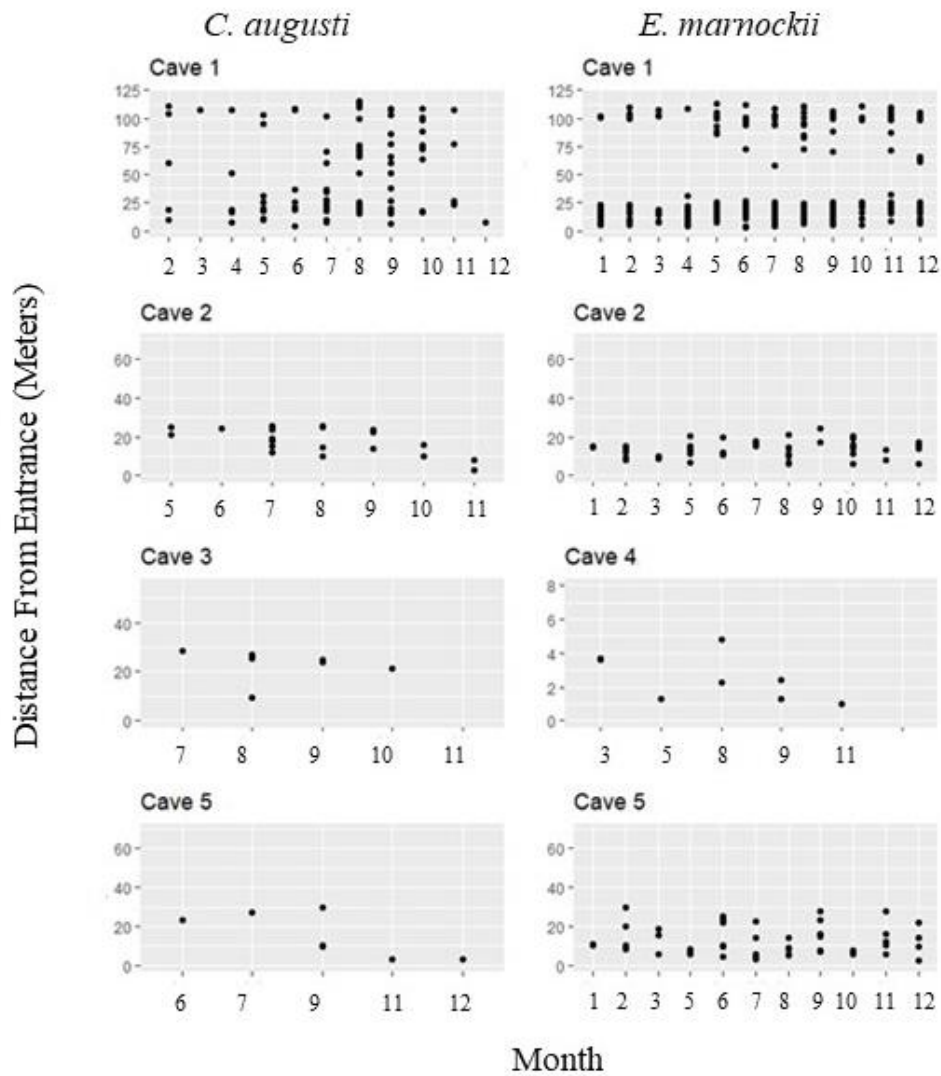 C. augusti
E. marnockii
Cave 1
125
100
75
50
25
0
2 3 4 5 6 7 8 9 10 11 12
Cave 1
125
100
75
50
25
0
1 2 3 4 5 6 7 8 9 10 11 12
Cave 2
60
40
20
0
5 6 7 8 9 10 11
Cave 2
60
40
20
0
1 2 3 5 6 7 8 9 10 11 12
Cave 3
40
20
0
7 8 9 10 11
Cave 4
8
6
4
2
0
3 5 8 9 11
Cave 5
60
40
20
0
6 7 9 11 12
Cave 5
60
40
20
0
1 2 3 5 6 7 8 9 10 11 12
Distance From Entrance (Meters)
Month